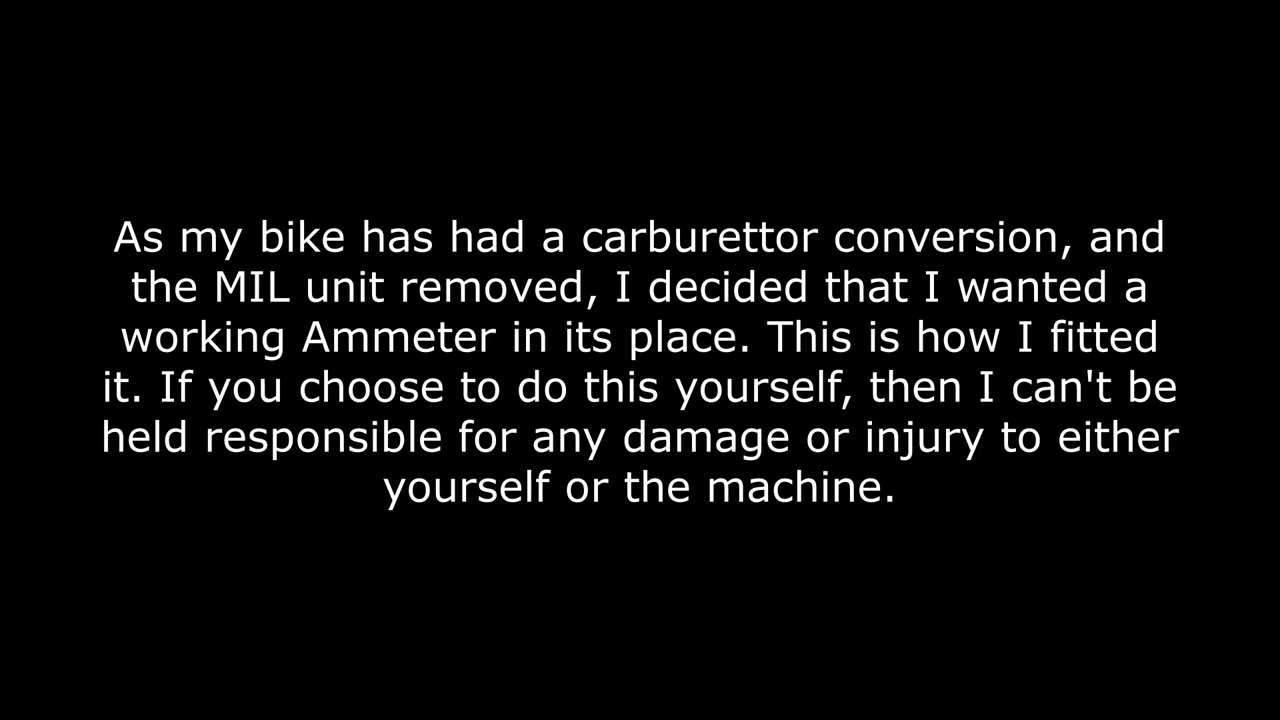 As my bike has had a carburettor conversion, and
the MIL unit removed, I decided that I wanted a
working Ammeter in its place. This is how I fitted
it. If you choose to do this yourself, then I can't be
held responsible for any damage or injury to either
yourself or the machine.